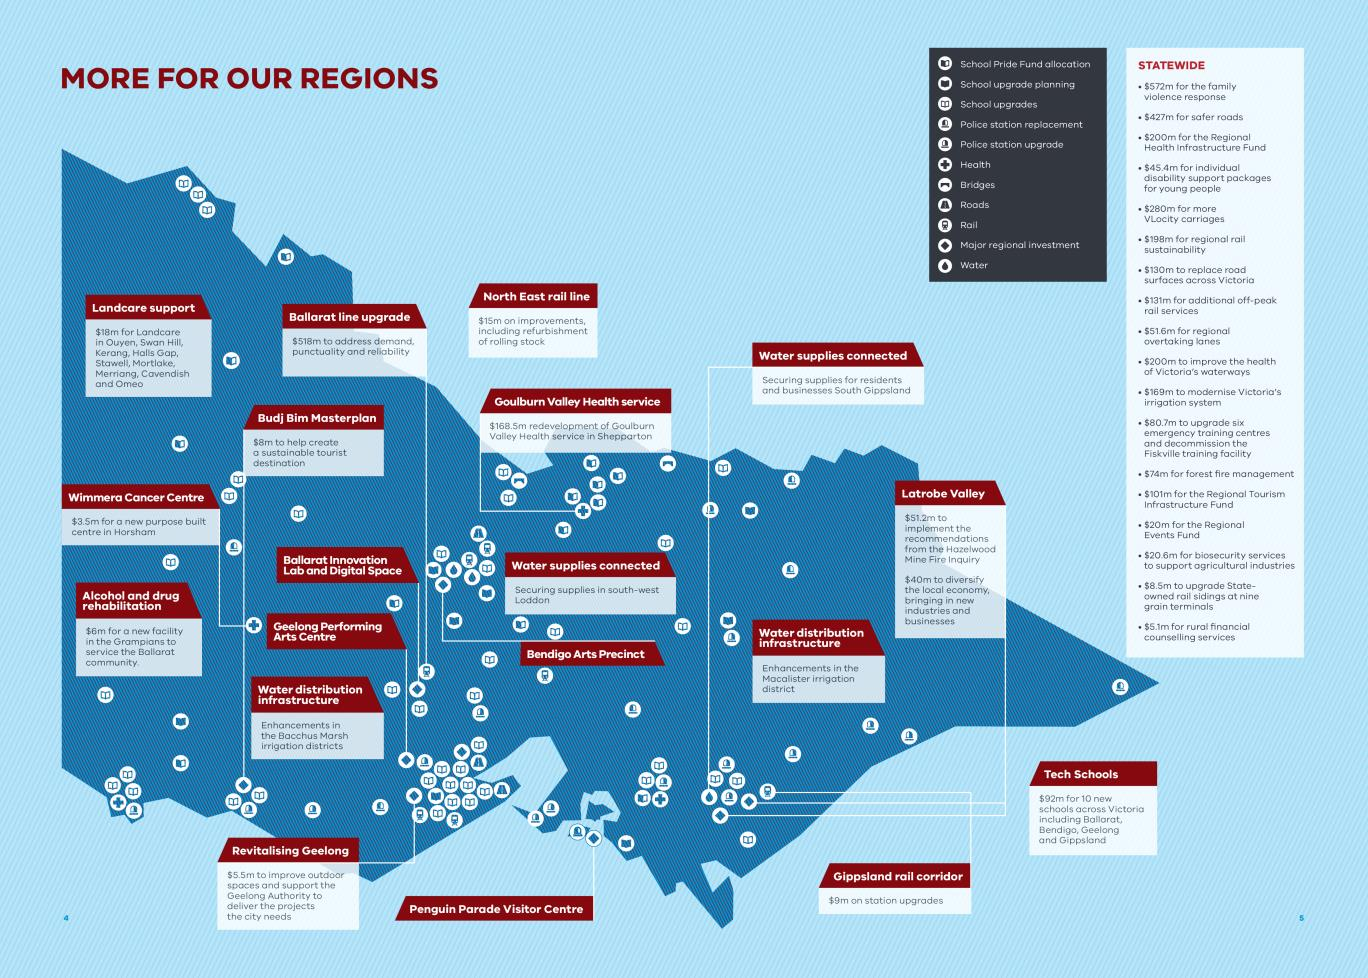 MORE FOR OUR REGIONS
School Pride Fund allocation
School upgrade planning
School upgrades
Police station replacement
Police station upgrade
Health
Bridges
Roads
Rail
Major regional investment
Water
STATEWIDE
• $572m for the family
violence response
• $427m for safer roads
• $200m for the Regional
Health Infrastructure Fund
• $45.4m for individual
disability support packages
for young people
• $280m for more
VLocity carriages
• $198m for regional rail
sustainability
• $130m to replace road
surfaces across Victoria
• $131m for additional off-peak
rail services
• $51.6m for regional
overtaking lanes
• $200m to improve the health
of Victoria's waterways
• $169m to modernise Victoria's
irrigation system
• $80.7m to upgrade six
emergency training centres
and decommission the
Fiskville training facility
• $74m for forest fire management
• $101m for the Regional Tourism
Infrastructure Fund
• $20m for the Regional
Events Fund
• $20.6m for biosecurity services
to support agricultural industries
• $8.5m to upgrade State-
owned rail sidings at nine
grain terminals
• $5.1m for rural financial
counselling services
Landcare support
$18m for Landcare
in Ouyen, Swan Hill,
Kerang, Halls Gap,
Stawell, Mortlake,
Merriang, Cavendish
and Omeo
Ballarat line upgrade
$518m to address demand,
punctuality and reliability
North East rail line
$15m on improvements,
including refurbishment
of rolling stock
Water supplies connected
Securing supplies for residents
and businesses South Gippsland
Budj Bim Masterplan
$8m to help create
a sustainable tourist
destination
Goulburn Valley Health service
$168.5m redevelopment of Goulburn
Valley Health service in Shepparton
Wimmera Cancer Centre
$3.5m for a new purpose built
centre in Horsham
Latrobe Valley
$51.2m to
implement the
recommendations
from the Hazelwood
Mine Fire Inquiry
$40m to diversify
the local economy,
bringing in new
industries and
businesses
Ballarat Innovation
Lab and Digital Space
Water supplies connected
Securing supplies in south-west
Loddon
Alcohol and drug
rehabilitation
$6m for a new facility
in the Grampians to
service the Ballarat
community.
Geelong Performing
Arts Centre
Bendigo Arts Precinct
Water distribution
infrastructure
Enhancements in the
Macalister irrigation
district
Water distribution
infrastructure
Enhancements in
the Bacchus Marsh
irrigation districts
Tech Schools
$92m for 10 new
schools across Victoria
including Ballarat,
Bendigo, Geelong
and Gippsland
Revitalising Geelong
$5.5m to improve outdoor
spaces and support the
Geelong Authority to
deliver the projects
the city needs
Penguin Parade Visitor Centre
Gippsland rail corridor
$9m on station upgrades
4
5